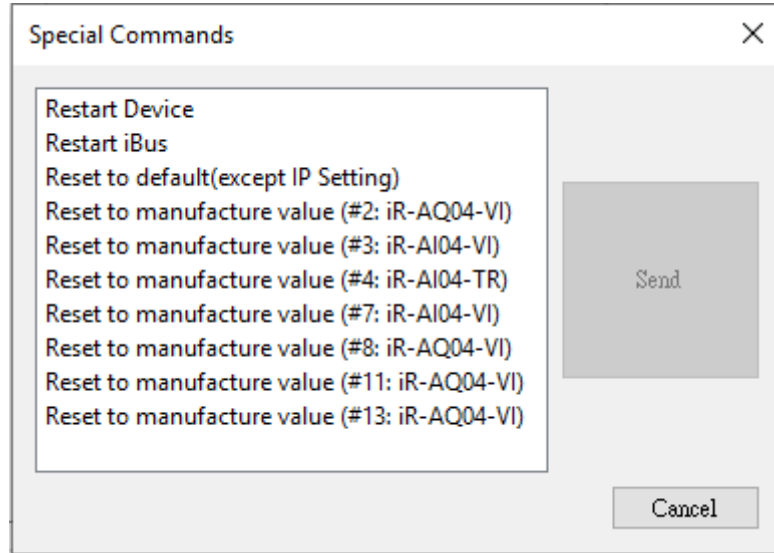 Special Commands
Restart Device
Restart iBus
Reset to default(except IP Setting)
Reset to manufacture value (#2: iR-AQ04-VI)
Reset to manufacture value (#3: iR-AI04-VI)
Reset to manufacture value (#4: iR-AI04-TR)
Reset to manufacture value (#7: iR-AI04-VI)
Reset to manufacture value (#8: iR-AQ04-VI)
Reset to manufacture value (#11: iR-AQ04-VI)
Reset to manufacture value (#13: iR-AQ04-VI)
Send
Cancel